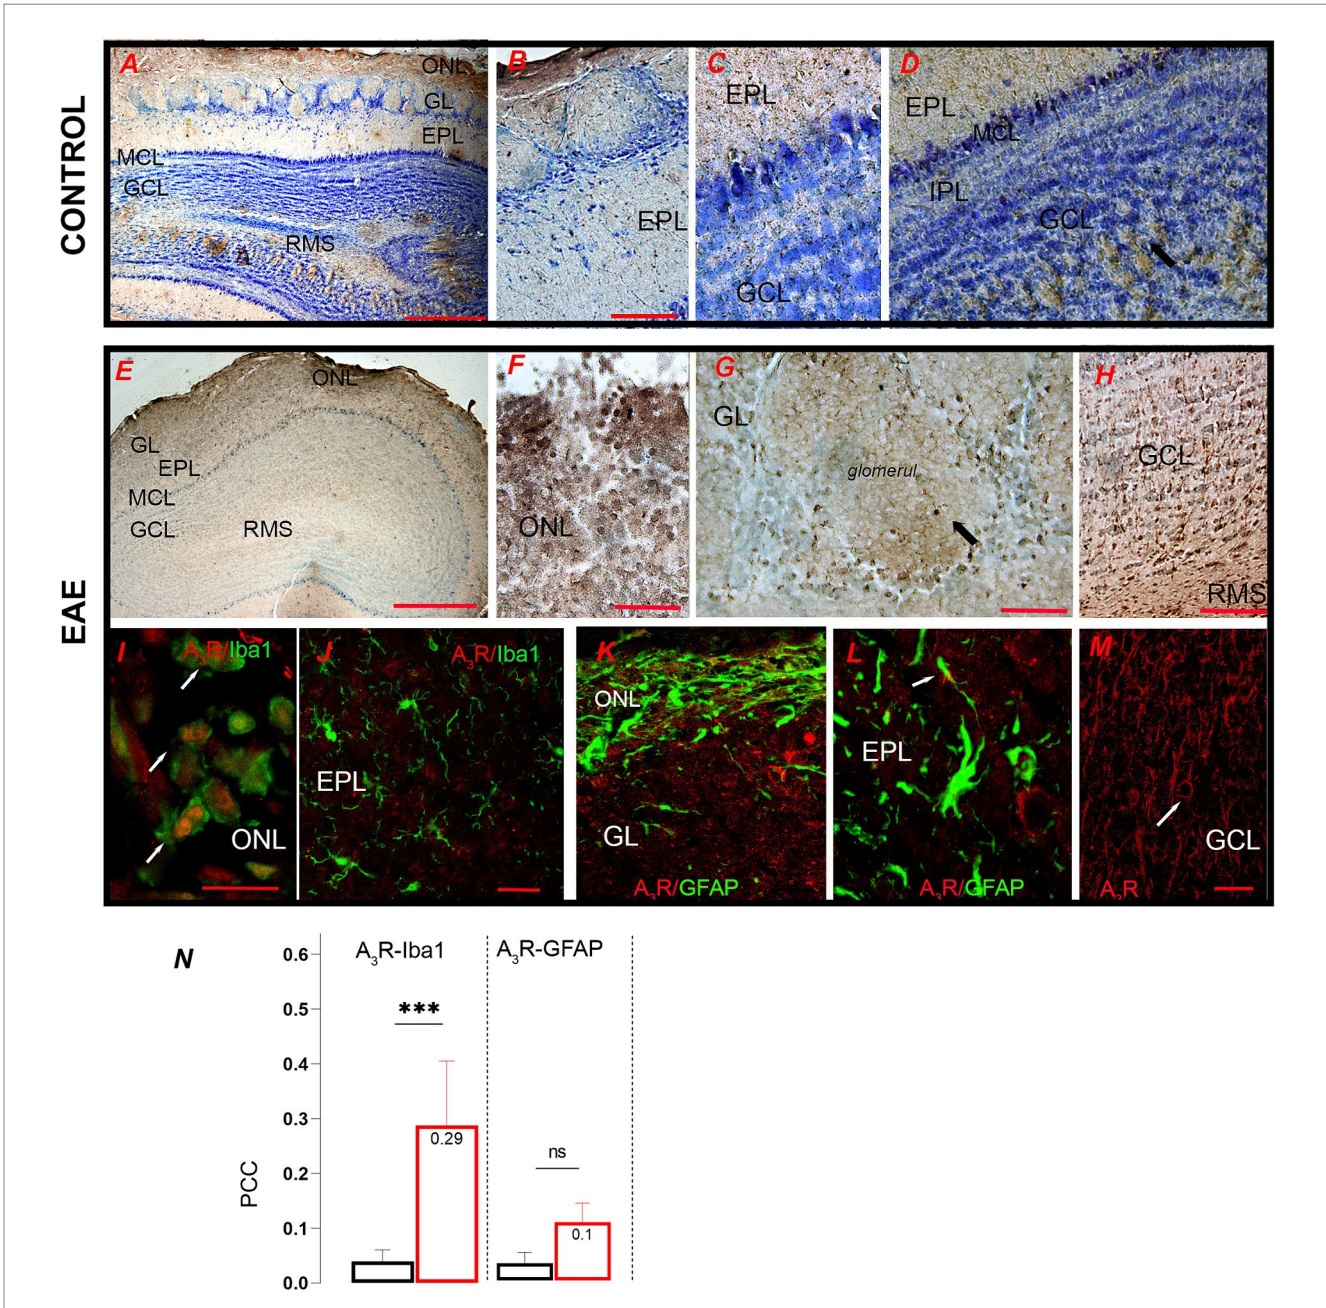 CONTROL
A
ONL
GL
EPL
MCL
GCL
RMS
B
EPL
C
EPL
GCL
D
EPL
MCL
IPL
GCL
EAE
E
ONL
GL
EPL
MCL
GCL
RMS
F
ONL
G
GL
glomerul
H
GCL
RMS
I
A3R/Iba1
ONL
J
A3R/Iba1
EPL
K
ONL
GL
A3R/GFAP
L
EPL
A3R/GFAP
M
GCL
A3R
N
A3R-Iba1
A3R-GFAP
0.6
0.5
0.4
0.3
0.2
0.1
0.0
PCC
***
0.29
ns
0.1